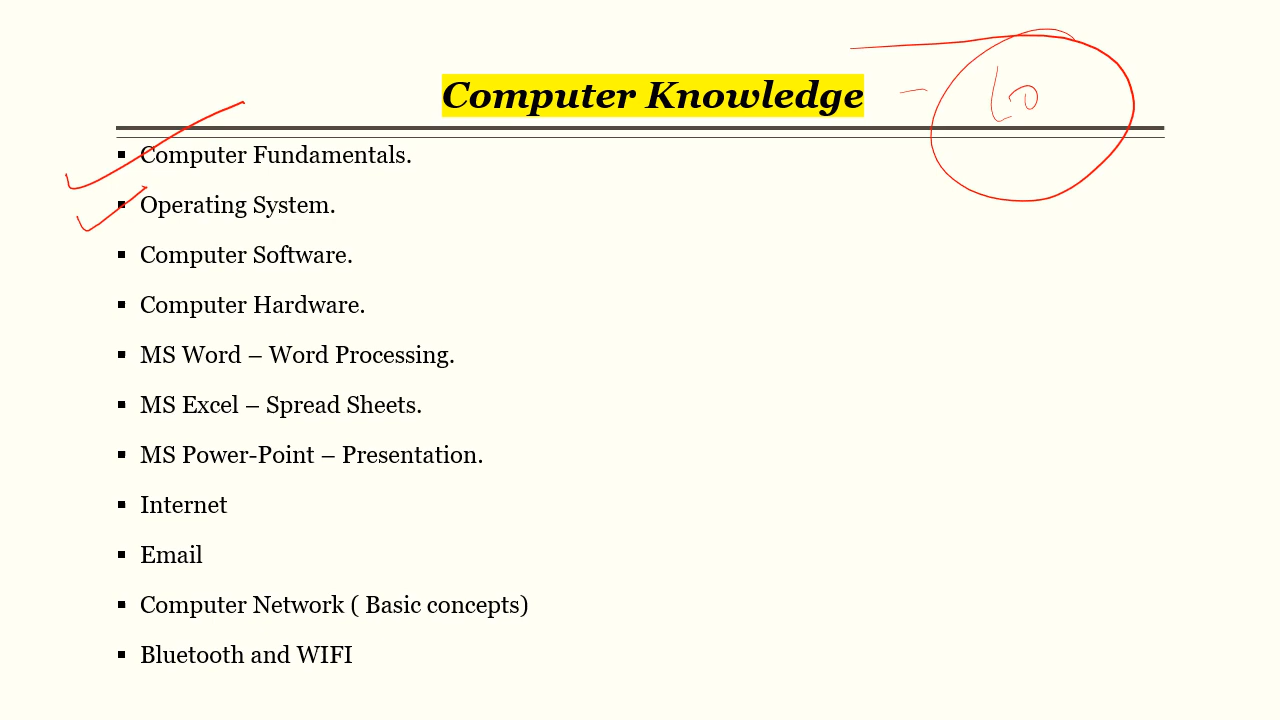 Computer Knowledge
▪ Computer Fundamentals.
▪ Operating System.
▪ Computer Software.
▪ Computer Hardware.
▪ MS Word – Word Processing.
▪ MS Excel – Spread Sheets.
▪ MS Power-Point – Presentation.
▪ Internet
▪ Email
▪ Computer Network ( Basic concepts)
▪ Bluetooth and WIFI